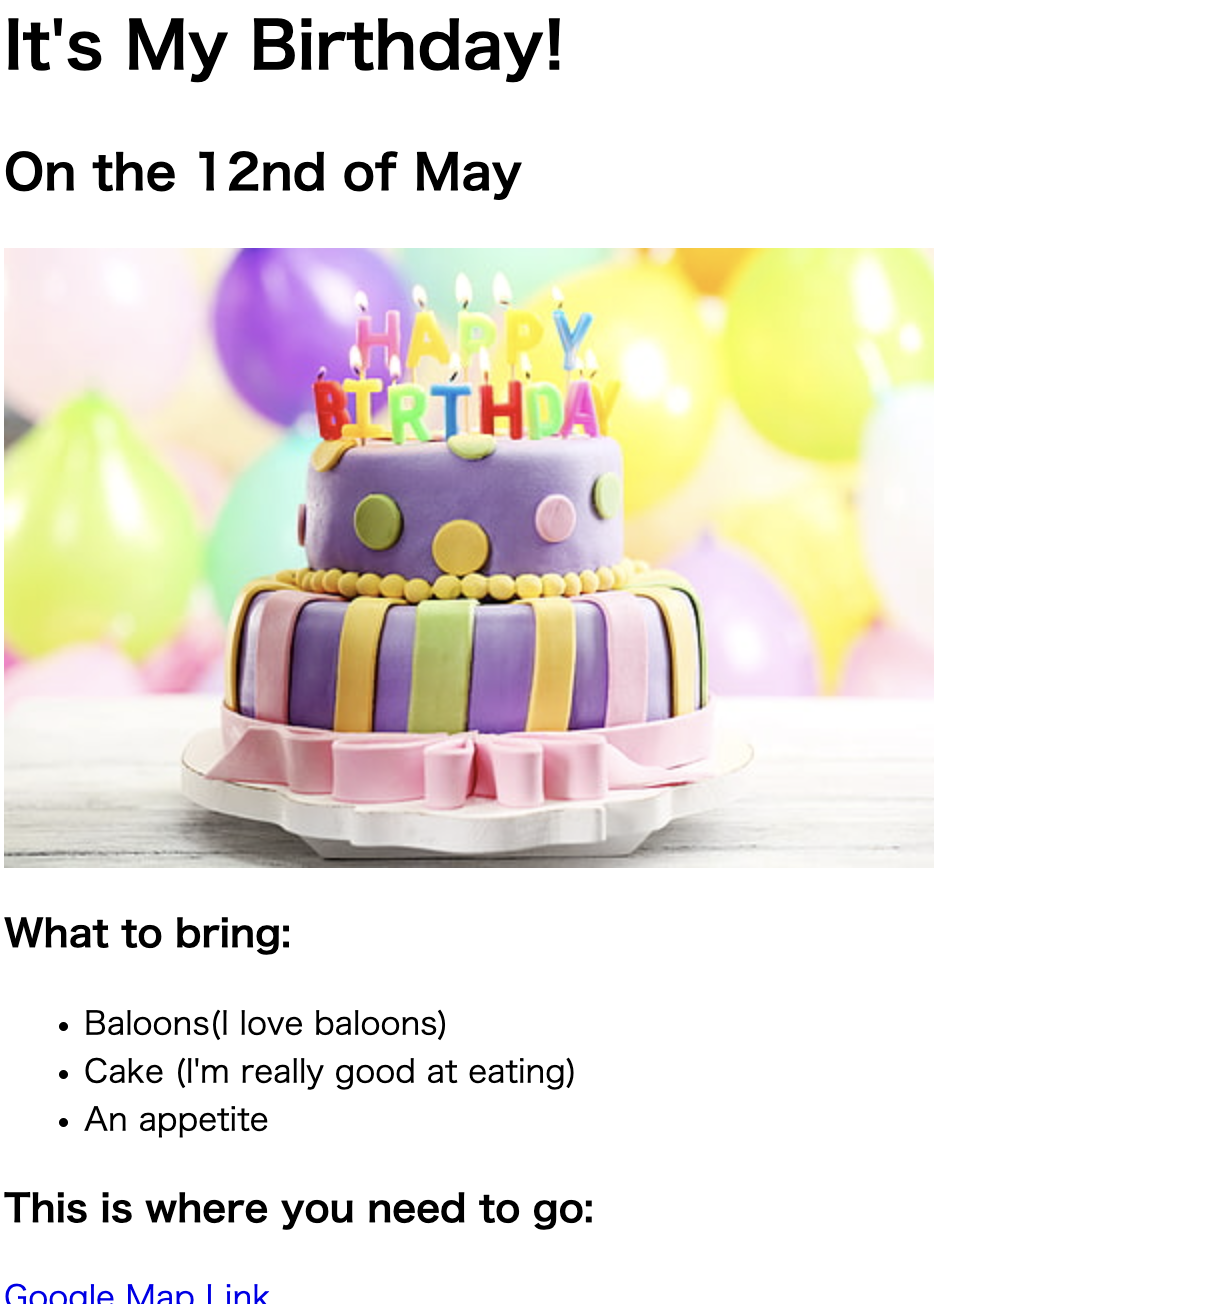 It's My Birthday!
On the 12nd of May
HAPPY
BIRTHDAY
What to bring:
Baloons(I love baloons)
Cake (I'm really good at eating)
An appetite
This is where you need to go:
Google Map Link